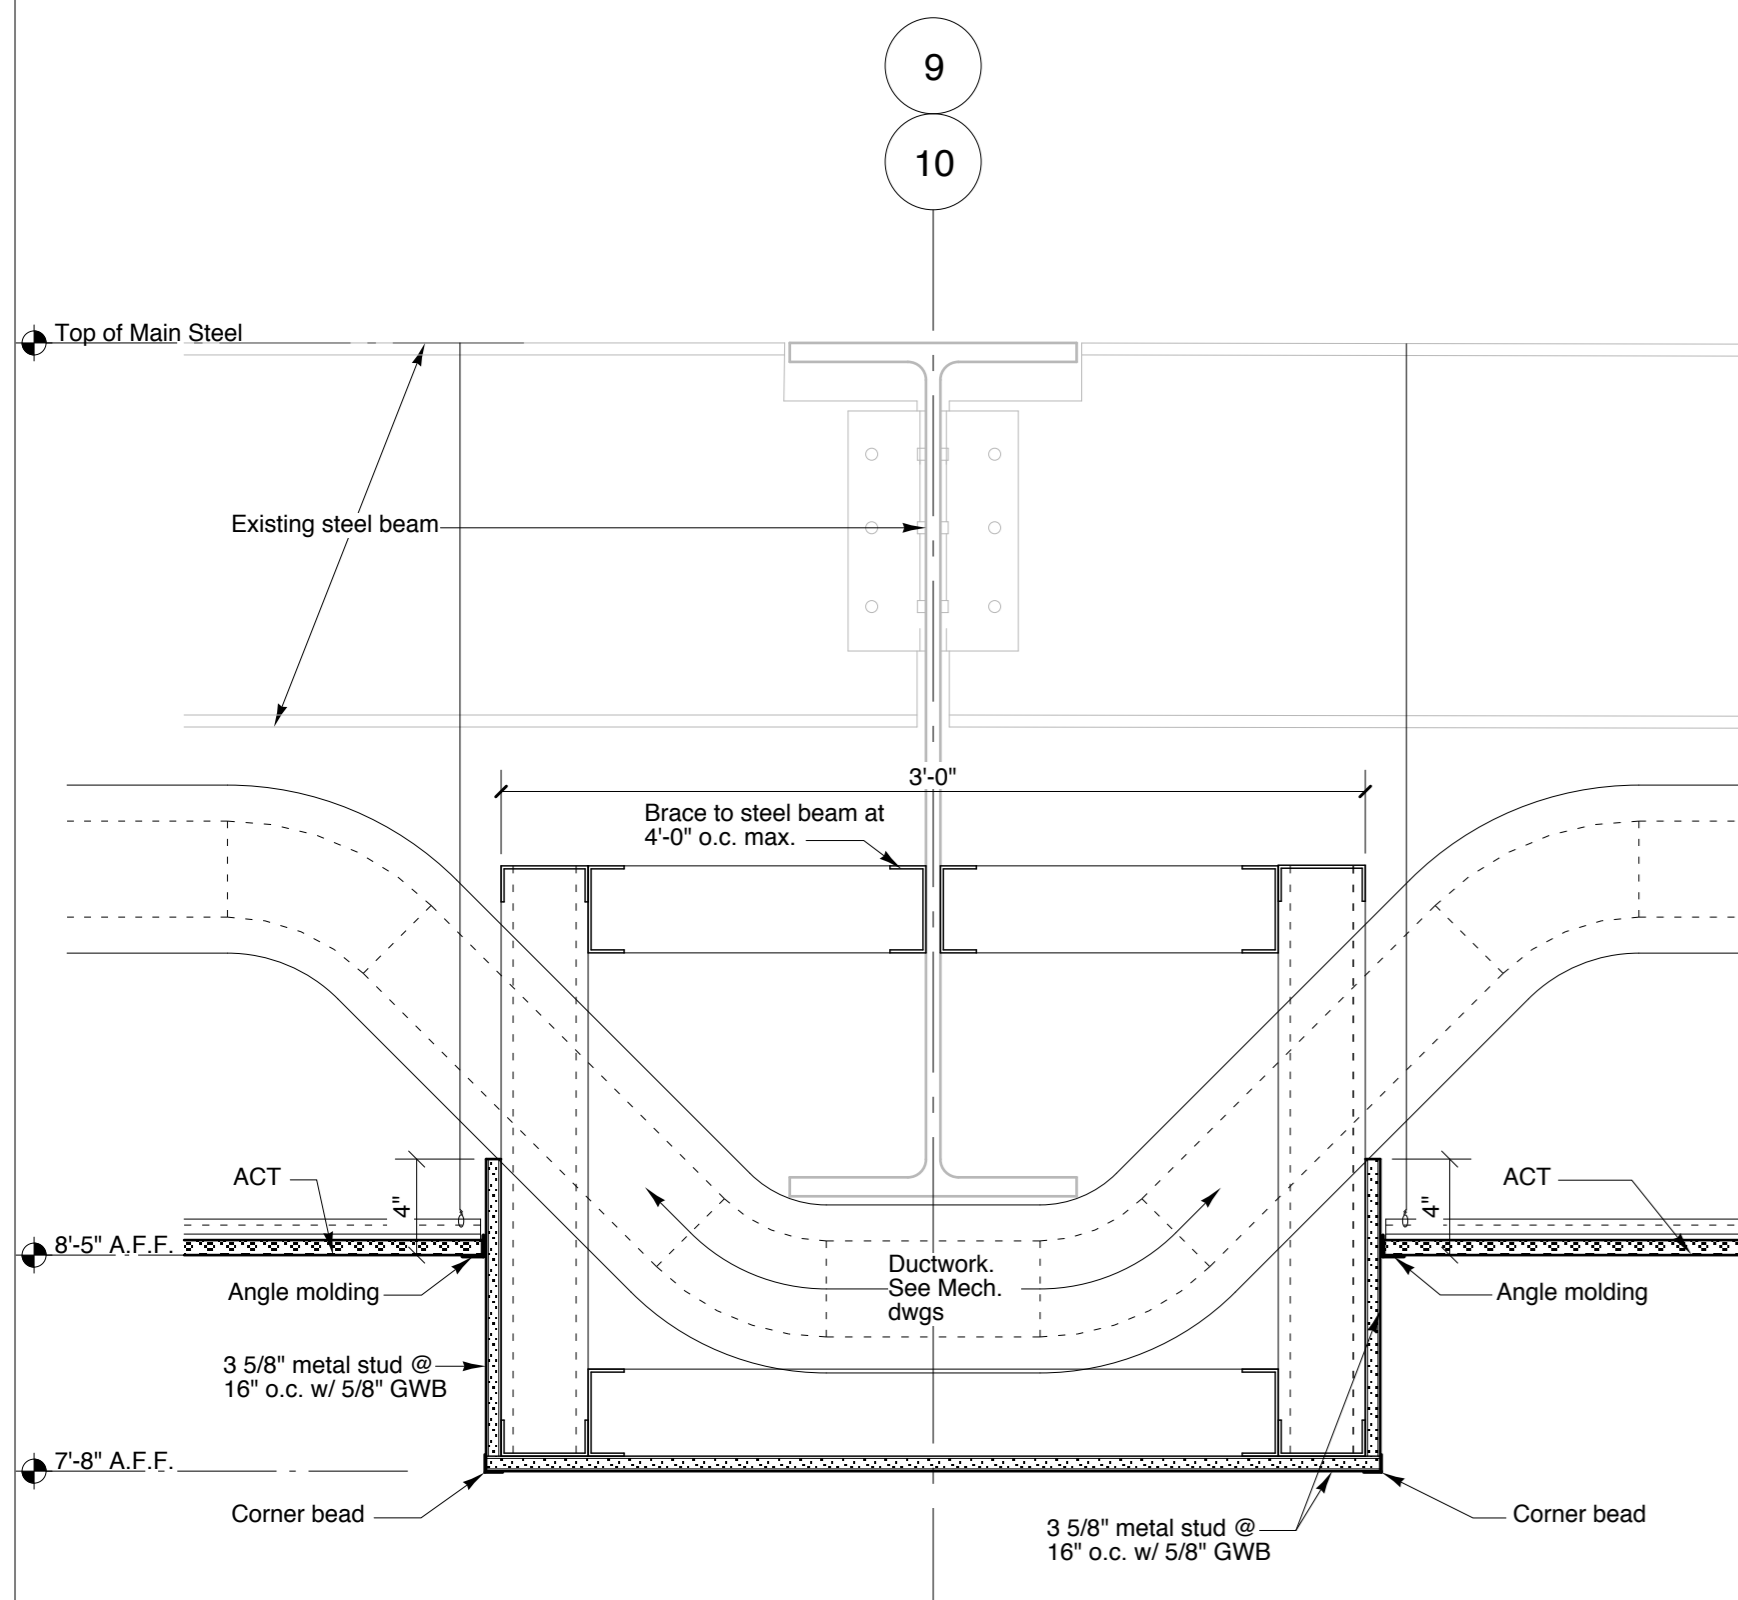 9
10
Top of Main Steel
Existing steel beam
3'-0"
Brace to steel beam at
4'-0" o.c. max.
ACT
4"
4"
ACT
8'-5" A.F.F.
Ductwork.
See Mech.
dwgs
Angle molding
Angle molding
3 5/8" metal stud @
16" o.c. w/ 5/8" GWB
7'-8" A.F.F.
Corner bead
Corner bead
3 5/8" metal stud @
16" o.c. w/ 5/8" GWB